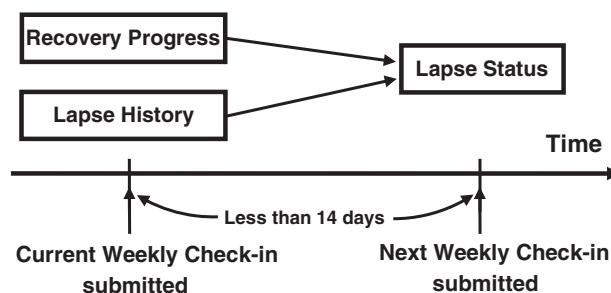 Recovery Progress
Lapse Status
Lapse History
Time
Less than 14 days
Current Weekly Check-in
submitted
Next Weekly Check-in
submitted